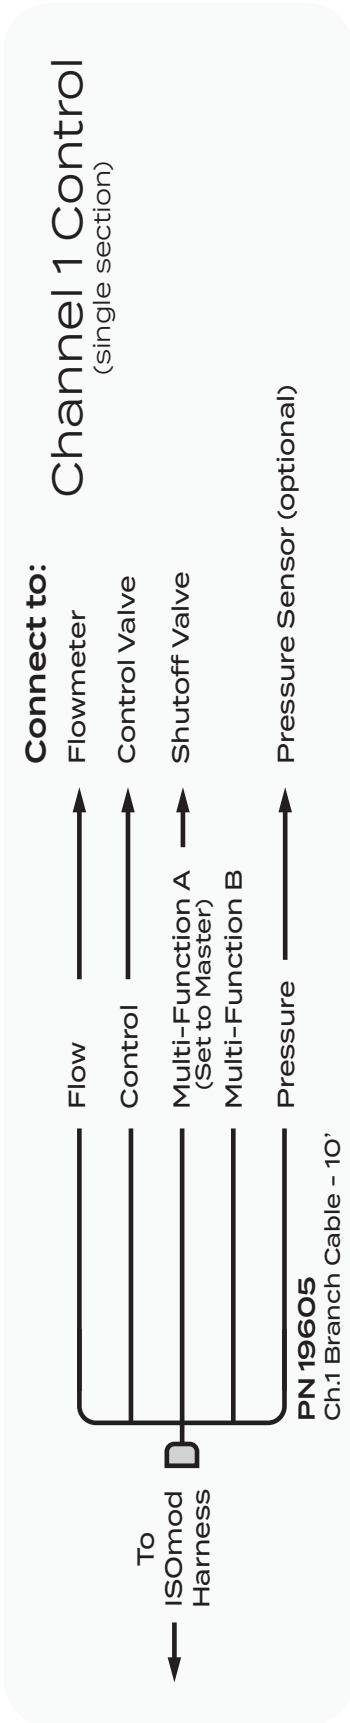 Channel 1 Control
(single section)
Connect to:
Flow
Flowmeter
Control
Control Valve
Multi-Function A
(Set to Master)
Shutoff Valve
Multi-Function B
Pressure
Pressure Sensor (optional)
To
ISOmod
Harness
PN 19605
Ch.1 Branch Cable - 10’